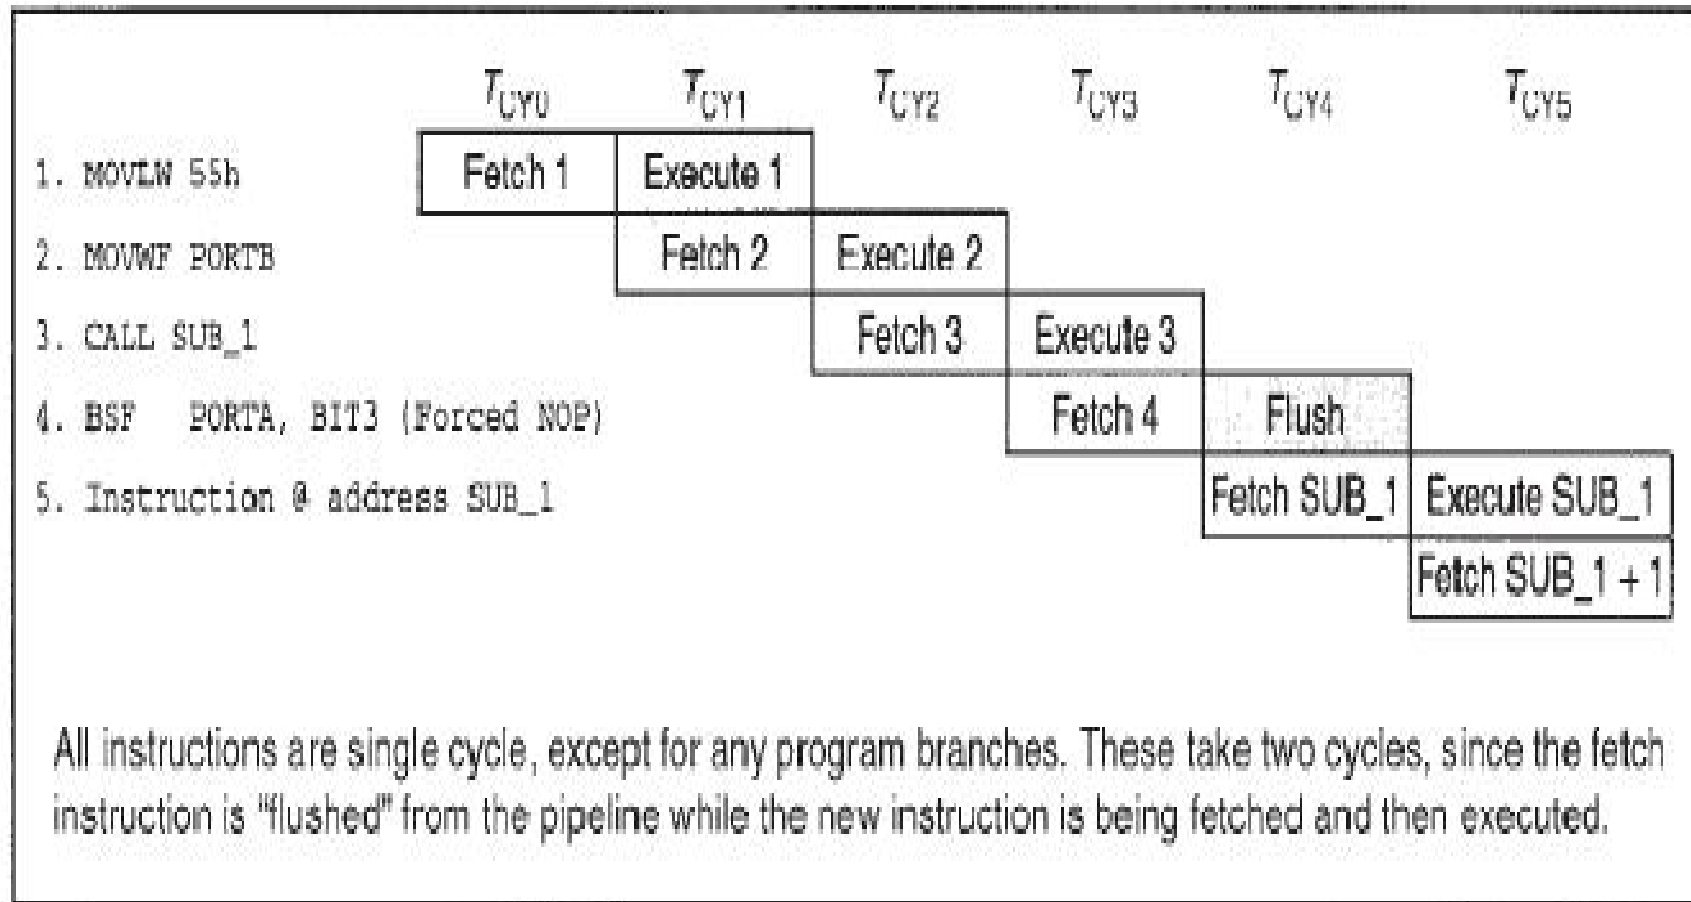 TCY0 TCY1 TCY2 TCY3 TCY4 TCY5
1. MOVLW 55h Fetch 1 Execute 1
2. MOVWF PORTB Fetch 2 Execute 2
3. CALL SUB_1 Fetch 3 Execute 3
4. BSF PORTA, BIT3 (Forced NOP) Fetch 4 Flush
5. Instruction @ address SUB_1 Fetch SUB_1 Execute SUB_1
Fetch SUB_1 + 1
All instructions are single cycle, except for any program branches. These take two cycles, since the fetch
instruction is "flushed" from the pipeline while the new instruction is being fetched and then executed.